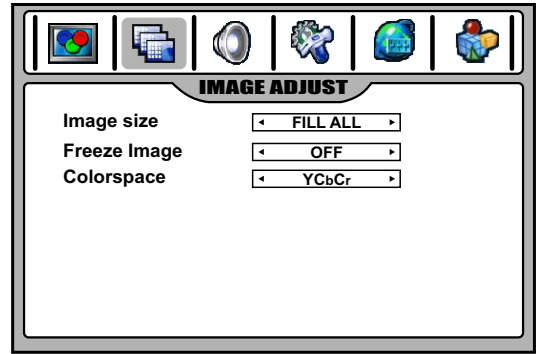 IMAGE ADJUST
Image size FILL ALL
Freeze Image OFF
Colorspace YCbCr